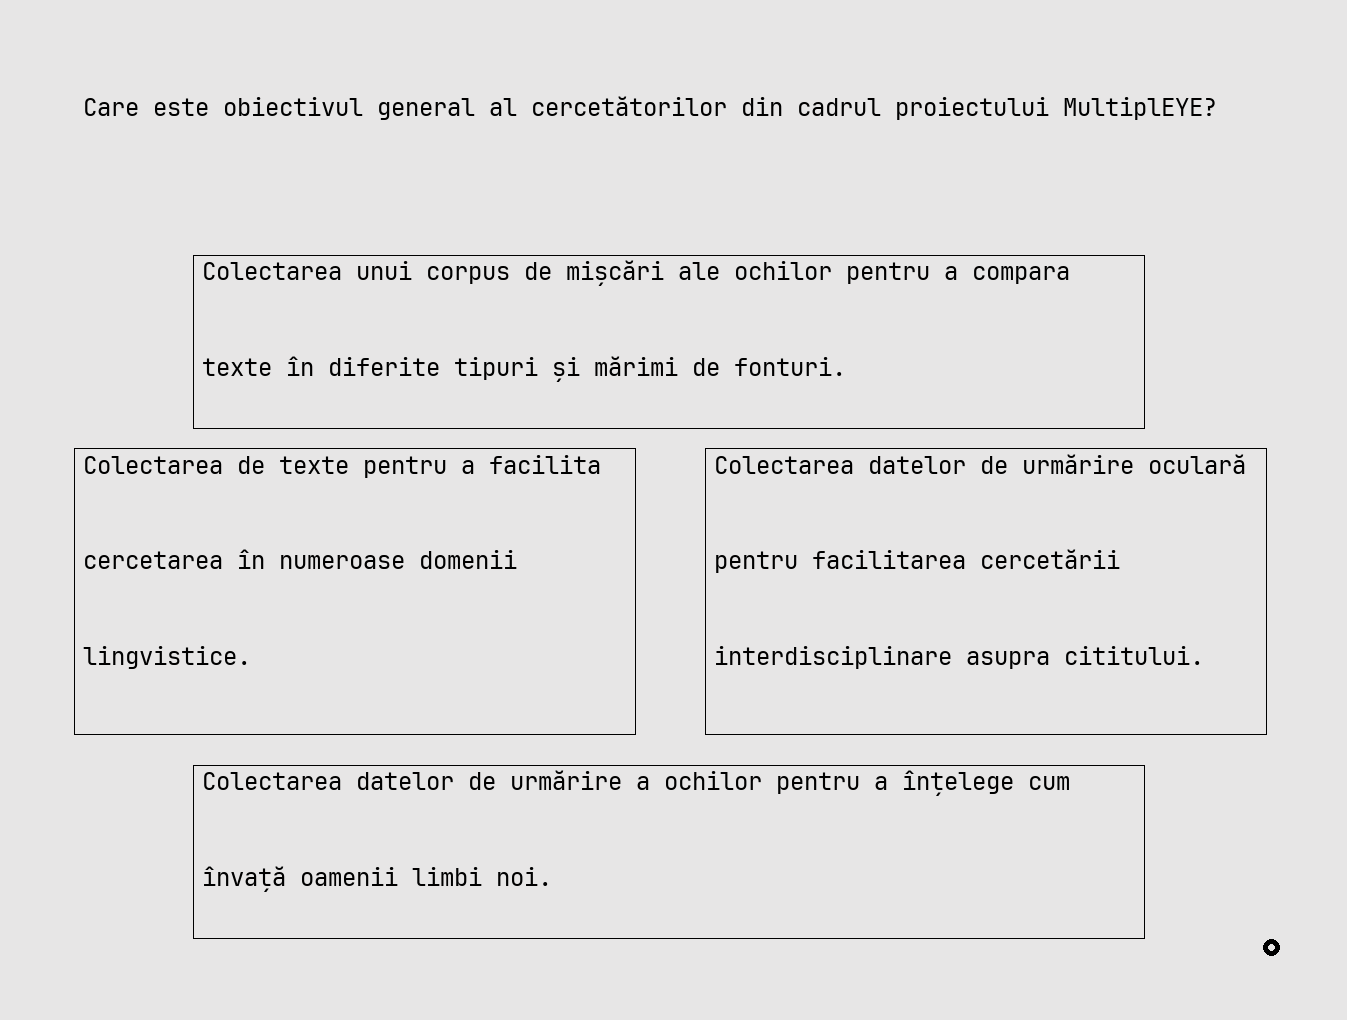 Care este obiectivul general al cercetătorilor din cadrul proiectului MultiplEYE?
Colectarea unui corpus de mișcări ale ochilor pentru a compara
texte în diferite tipuri și mărimi de fonturi.
Colectarea de texte pentru a facilita
cercetarea în numeroase domenii
lingvistice.
Colectarea datelor de urmărire oculară
pentru facilitarea cercetării
interdisciplinare asupra cititului.
Colectarea datelor de urmărire a ochilor pentru a înțelege cum
învață oamenii limbi noi.